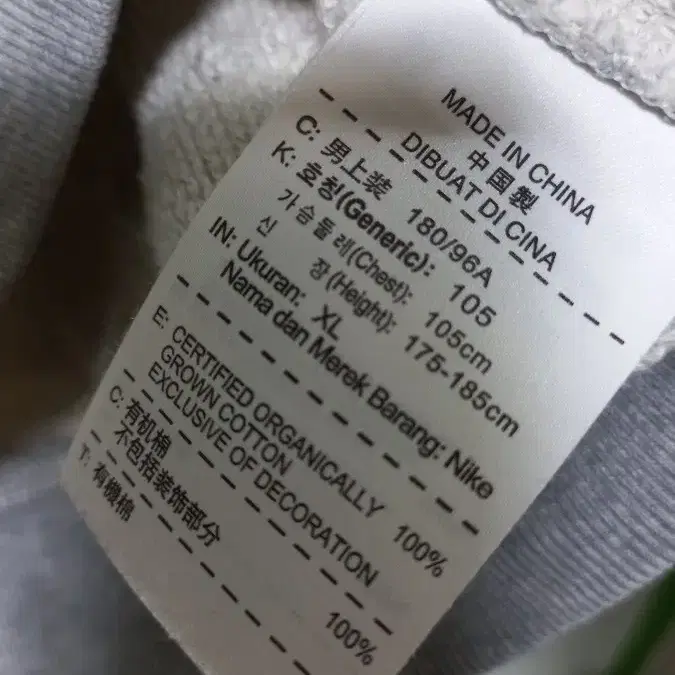 MADE IN CHINA
中国製
DIBUAT DI CINA
C: 男上装 180/96A
K: 호칭(Generic): 105
가슴둘레(Chest): 105cm
신 장(Height): 175-185cm
IN: Ukuran: XL
Nama dan Merek Barang: Nike
E: CERTIFIED ORGANICALLY
GROWN COTTON 100%
EXCLUSIVE OF DECORATION
C: 有机棉 100%
不包括装饰部分
T: 有機棉